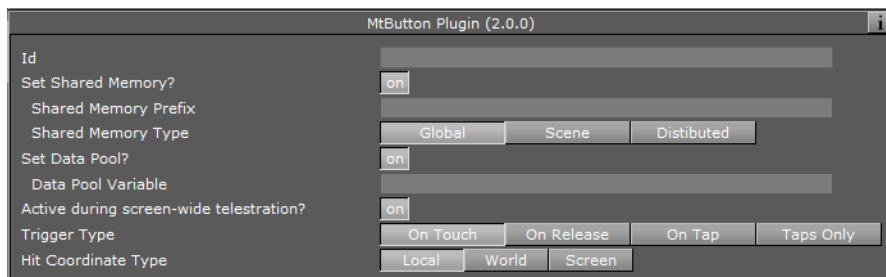 MtButton Plugin (2.0.0) i
Id
Set Shared Memory? on
Shared Memory Prefix
Shared Memory Type Global Scene Distibuted
Set Data Pool? on
Data Pool Variable
Active during screen-wide telestration? on
Trigger Type On Touch On Release On Tap Taps Only
Hit Coordinate Type Local World Screen